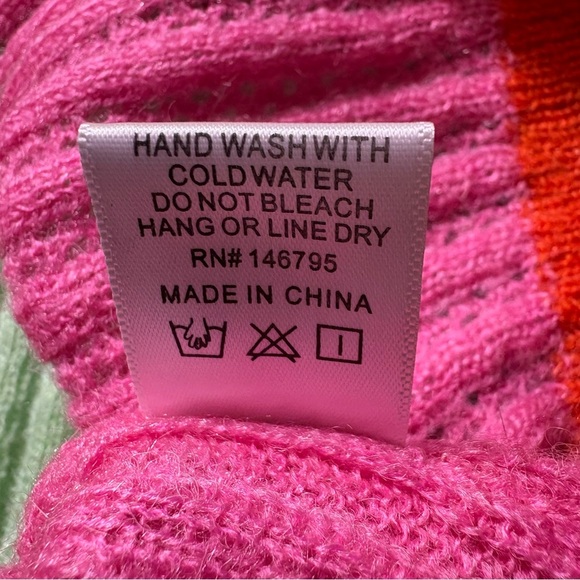 HAND WASH WITH
COLD WATER
DO NOT BLEACH
HANG OR LINE DRY
RN# 146795
MADE IN CHINA